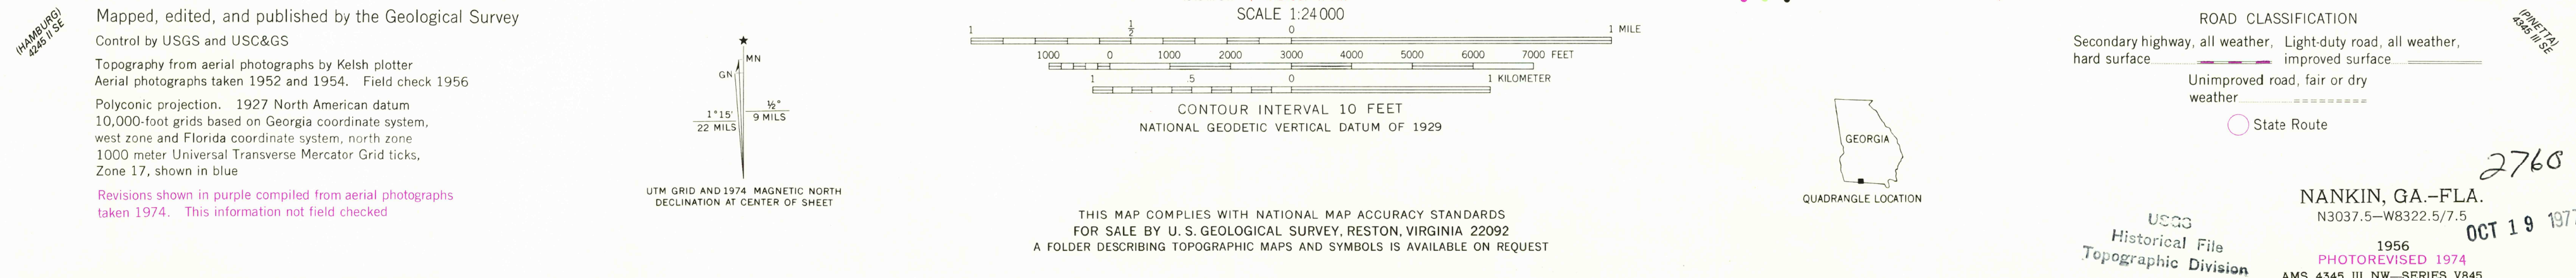 (HAMBURG)
4245 II SE
Mapped, edited, and published by the Geological Survey
Control by USGS and USC&GS
Topography from aerial photographs by Kelsh plotter
Aerial photographs taken 1952 and 1954. Field check 1956
Polyconic projection. 1927 North American datum
10,000-foot grids based on Georgia coordinate system,
west zone and Florida coordinate system, north zone
1000 meter Universal Transverse Mercator Grid ticks,
Zone 17, shown in blue
Revisions shown in purple compiled from aerial photographs
taken 1974. This information not field checked
MN
GN
1°15'
22 MILS
½°
9 MILS
UTM GRID AND 1974 MAGNETIC NORTH
DECLINATION AT CENTER OF SHEET
SCALE 1:24 000
1 ½ 0 1 MILE
1000 0 1000 2000 3000 4000 5000 6000 7000 FEET
1 .5 0 1 KILOMETER
CONTOUR INTERVAL 10 FEET
NATIONAL GEODETIC VERTICAL DATUM OF 1929
THIS MAP COMPLIES WITH NATIONAL MAP ACCURACY STANDARDS
FOR SALE BY U. S. GEOLOGICAL SURVEY, RESTON, VIRGINIA 22092
A FOLDER DESCRIBING TOPOGRAPHIC MAPS AND SYMBOLS IS AVAILABLE ON REQUEST
GEORGIA
QUADRANGLE LOCATION
ROAD CLASSIFICATION
Secondary highway, all weather,
hard surface
Light-duty road, all weather,
improved surface
Unimproved road, fair or dry
weather
State Route
(PINETTA)
4345 III SE
2760
NANKIN, GA.-FLA.
N3037.5—W8322.5/7.5
1956
PHOTOREVISED 1974
AMS 4345 III NW—SERIES V845
OCT 19 1977
USGS
Historical File
Topographic Division